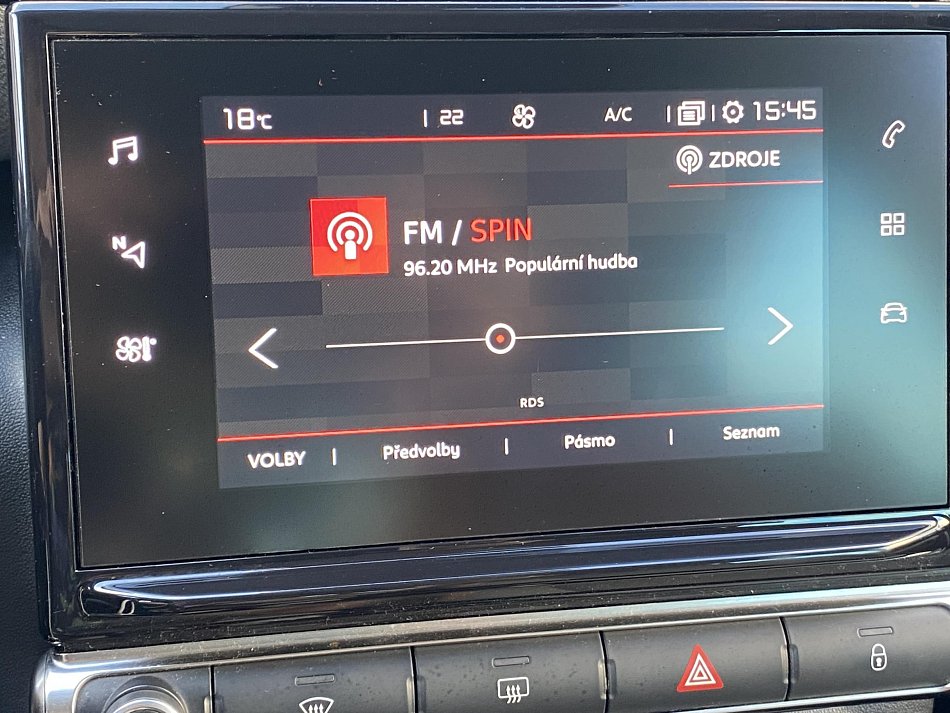 18°C | 22 A/C | | 15:45
ZDROJE
FM / SPIN
96.20 MHz Populární hudba
N
RDS
VOLBY | Předvolby | Pásmo | Seznam